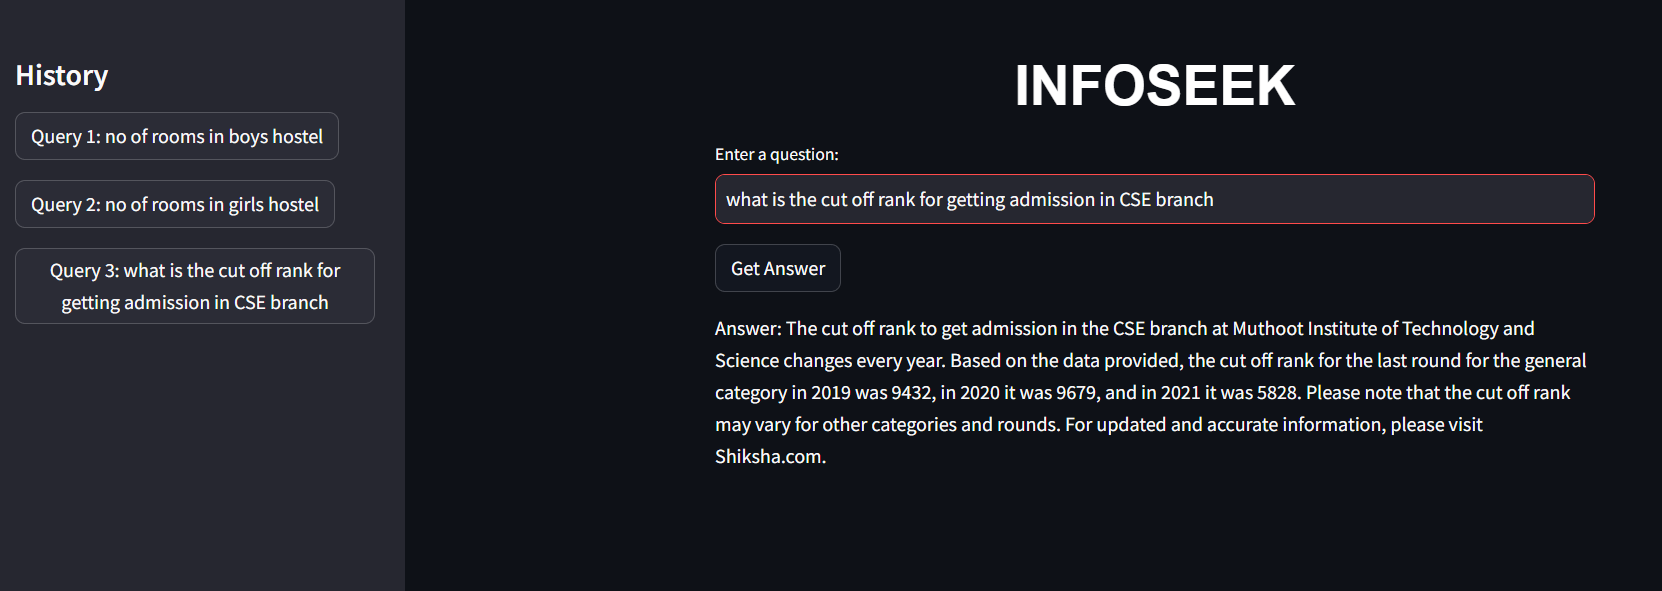 History
Query 1: no of rooms in boys hostel
Query 2: no of rooms in girls hostel
Query 3: what is the cut off rank for
getting admission in CSE branch
INFOSEEK
Enter a question:
what is the cut off rank for getting admission in CSE branch
Get Answer
Answer: The cut off rank to get admission in the CSE branch at Muthoot Institute of Technology and
Science changes every year. Based on the data provided, the cut off rank for the last round for the general
category in 2019 was 9432, in 2020 it was 9679, and in 2021 it was 5828. Please note that the cut off rank
may vary for other categories and rounds. For updated and accurate information, please visit
Shiksha.com.